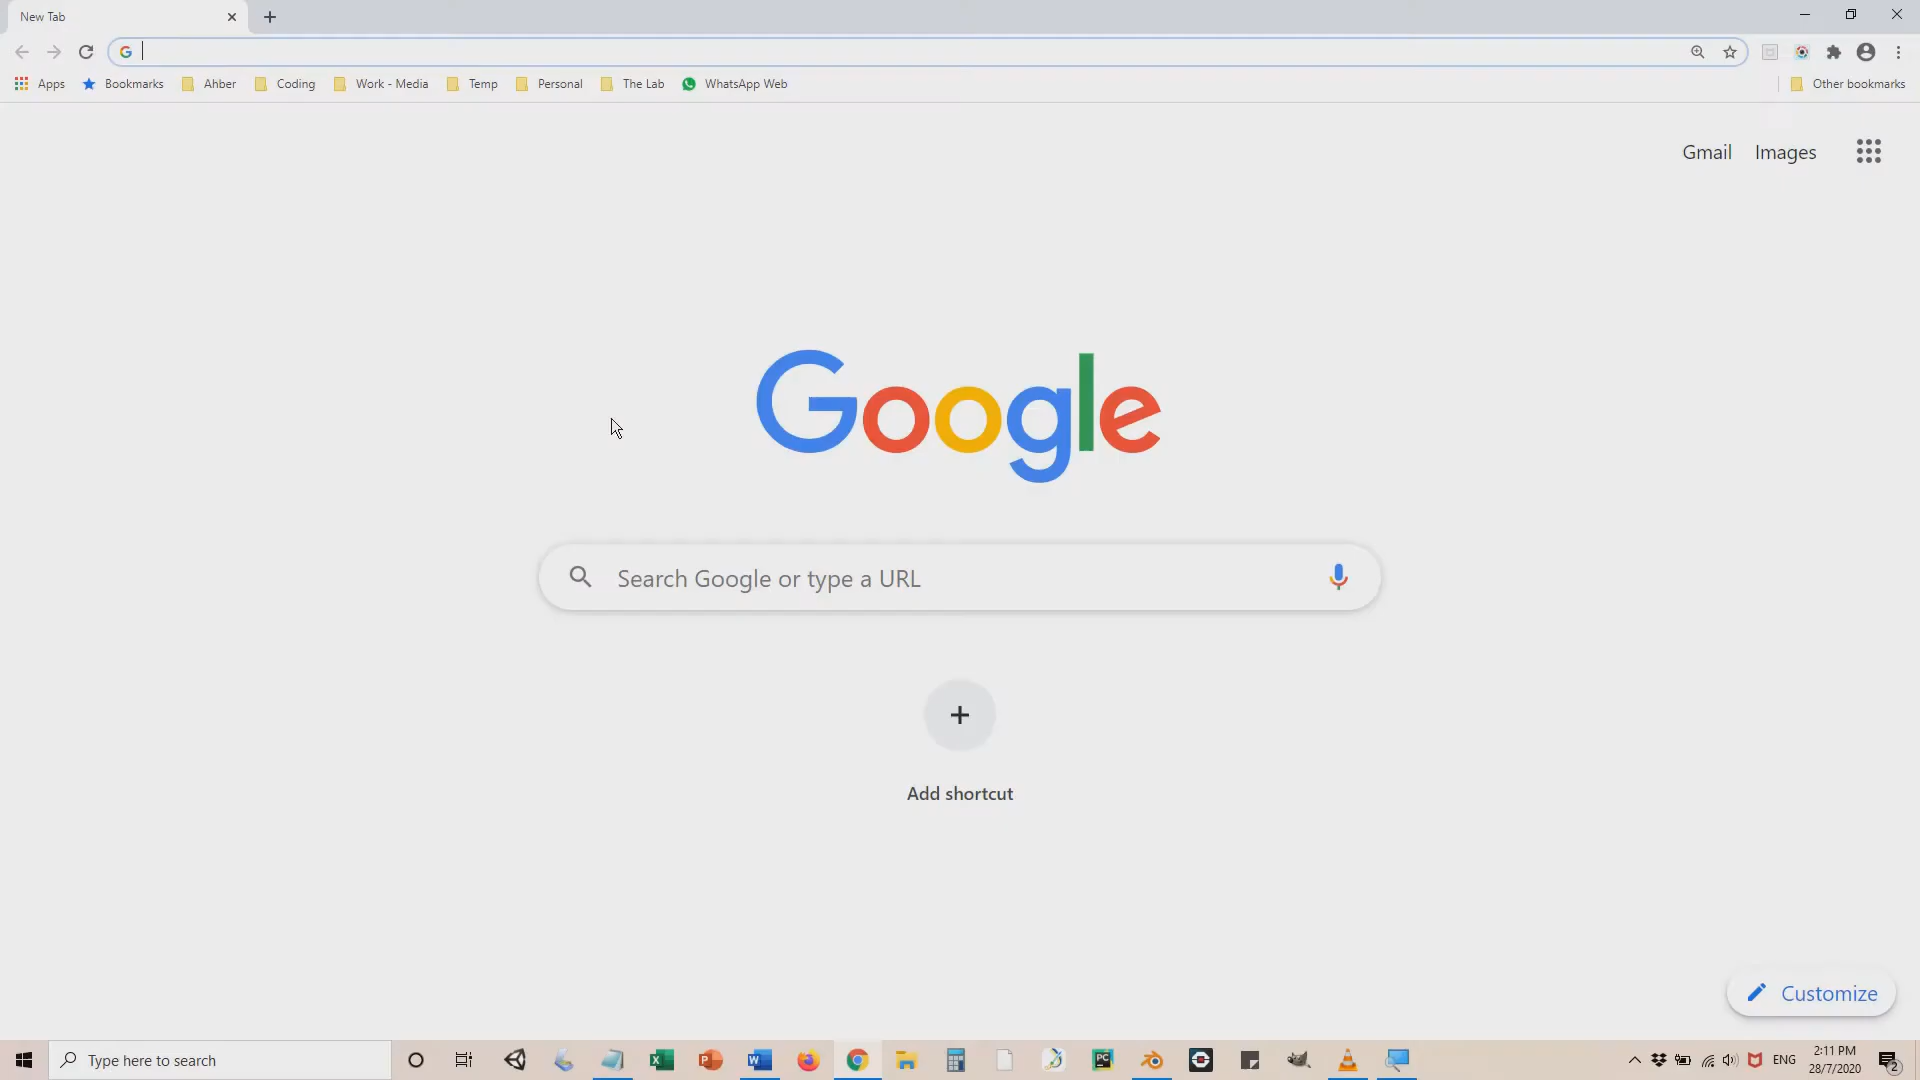 New Tab
Apps Bookmarks Ahber Coding Work - Media Temp Personal The Lab WhatsApp Web Other bookmarks
Gmail Images
Google
Search Google or type a URL
Add shortcut
Customize
Type here to search
ENG
2:11 PM
28/7/2020
2